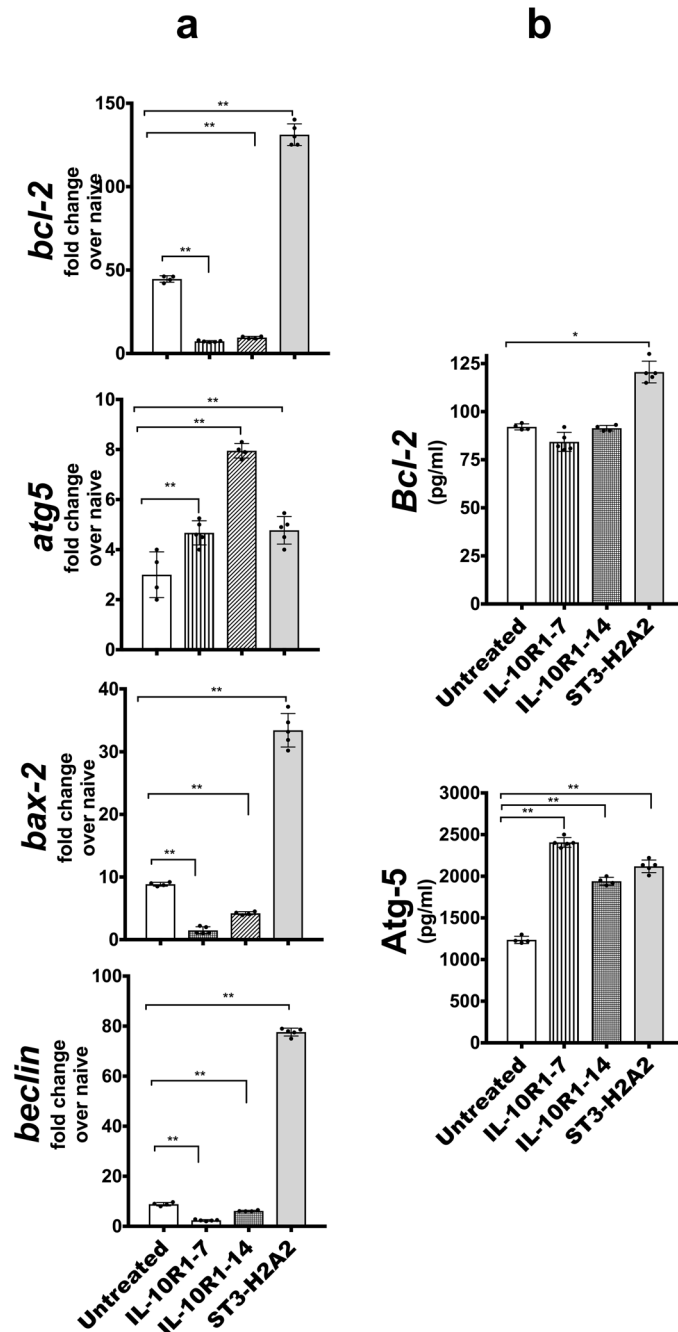 a
b
bcl-2
fold change
over naive
150
100
50
0
**
**
**
atg5
fold change
over naive
10
8
6
4
2
0
**
**
**
bax-2
fold change
over naive
40
30
20
10
0
**
**
**
beclin
fold change
over naive
100
80
60
40
20
0
**
**
**
Untreated
IL-10R1-7
IL-10R1-14
ST3-H2A2
Bcl-2
(pg/ml)
125
100
75
50
25
0
*
Untreated
IL-10R1-7
IL-10R1-14
ST3-H2A2
Atg-5
(pg/ml)
3000
2500
2000
1500
1000
500
0
**
**
**
Untreated
IL-10R1-7
IL-10R1-14
ST3-H2A2